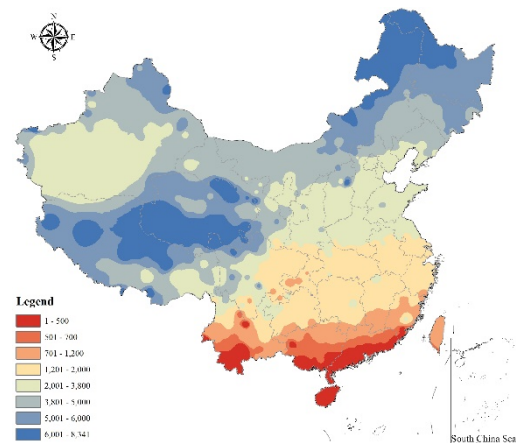 N
W E
S
Legend
1 - 500
501 - 700
701 - 1,200
1,201 - 2,000
2,001 - 3,800
3,801 - 5,000
5,001 - 6,000
6,001 - 8,341
South China Sea